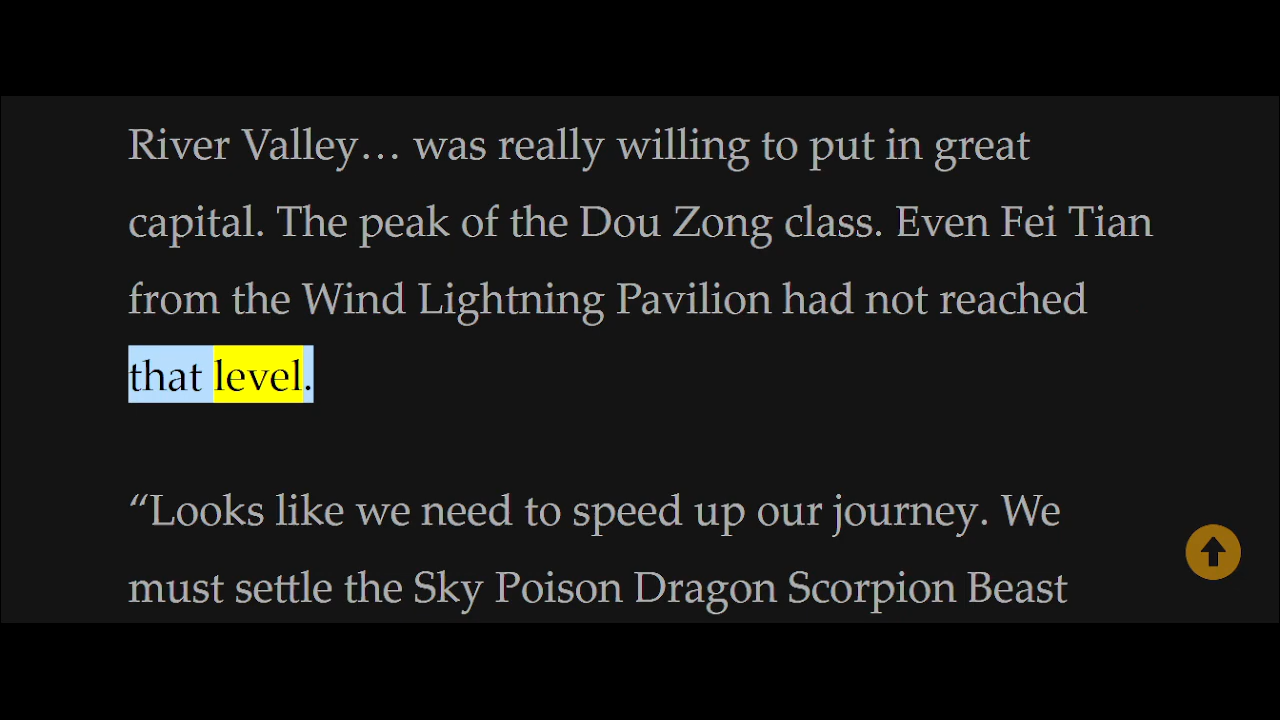 River Valley… was really willing to put in great
capital. The peak of the Dou Zong class. Even Fei Tian
from the Wind Lightning Pavilion had not reached
that level.
“Looks like we need to speed up our journey. We
must settle the Sky Poison Dragon Scorpion Beast